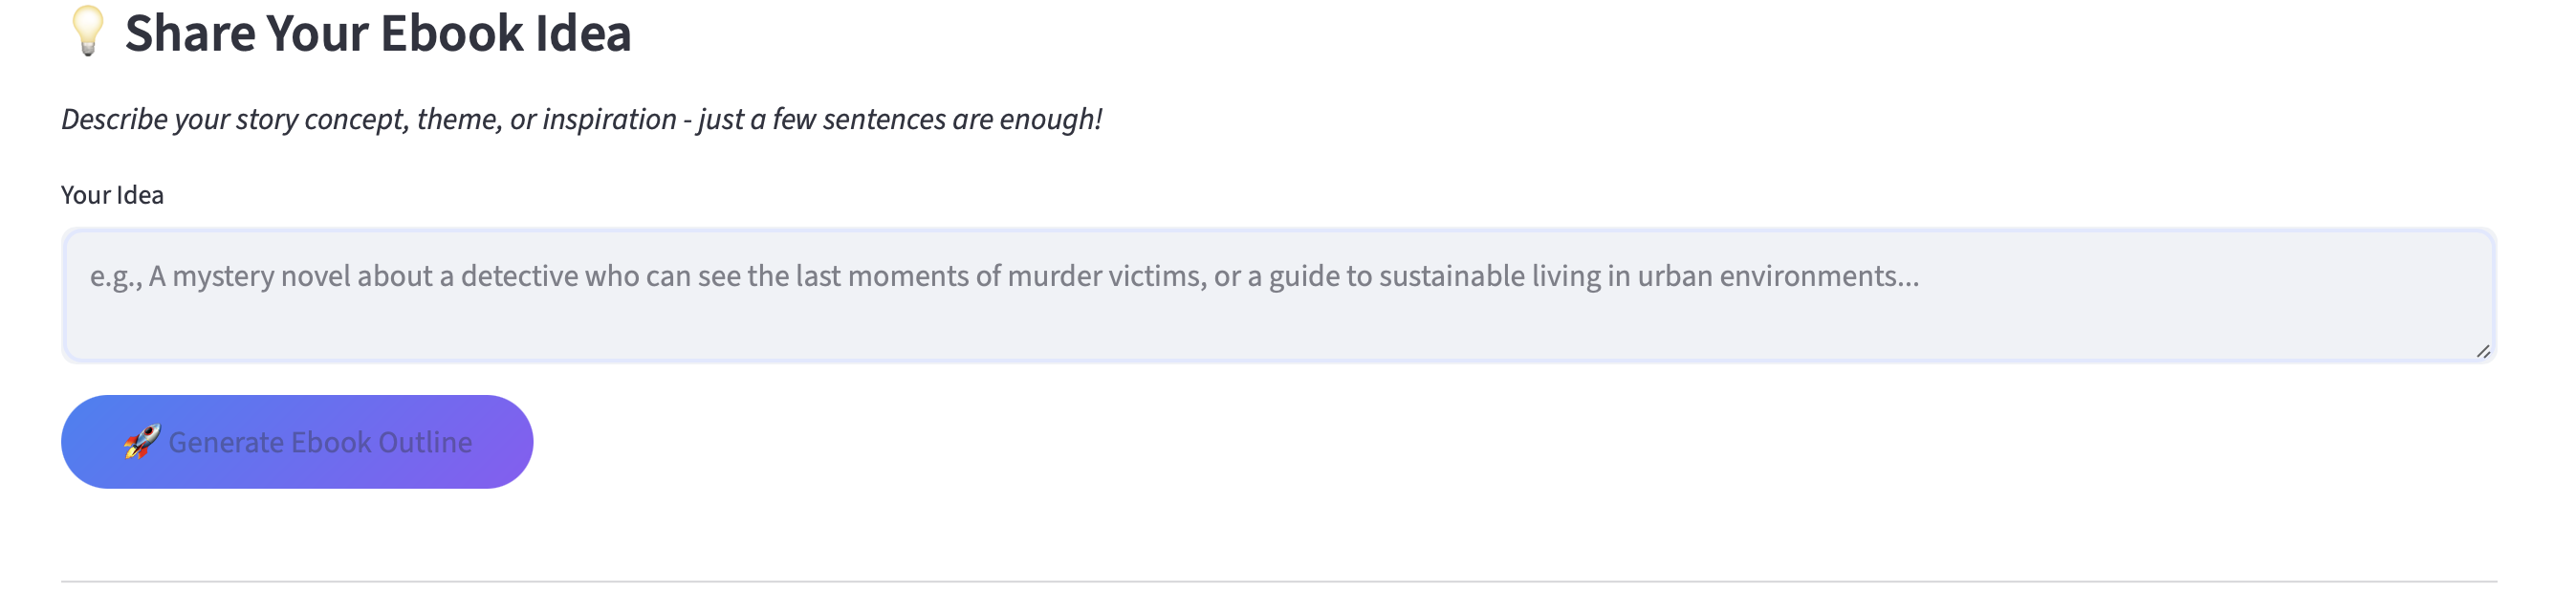 💡 Share Your Ebook Idea
Describe your story concept, theme, or inspiration - just a few sentences are enough!
Your Idea
e.g., A mystery novel about a detective who can see the last moments of murder victims, or a guide to sustainable living in urban environments...
🚀 Generate Ebook Outline